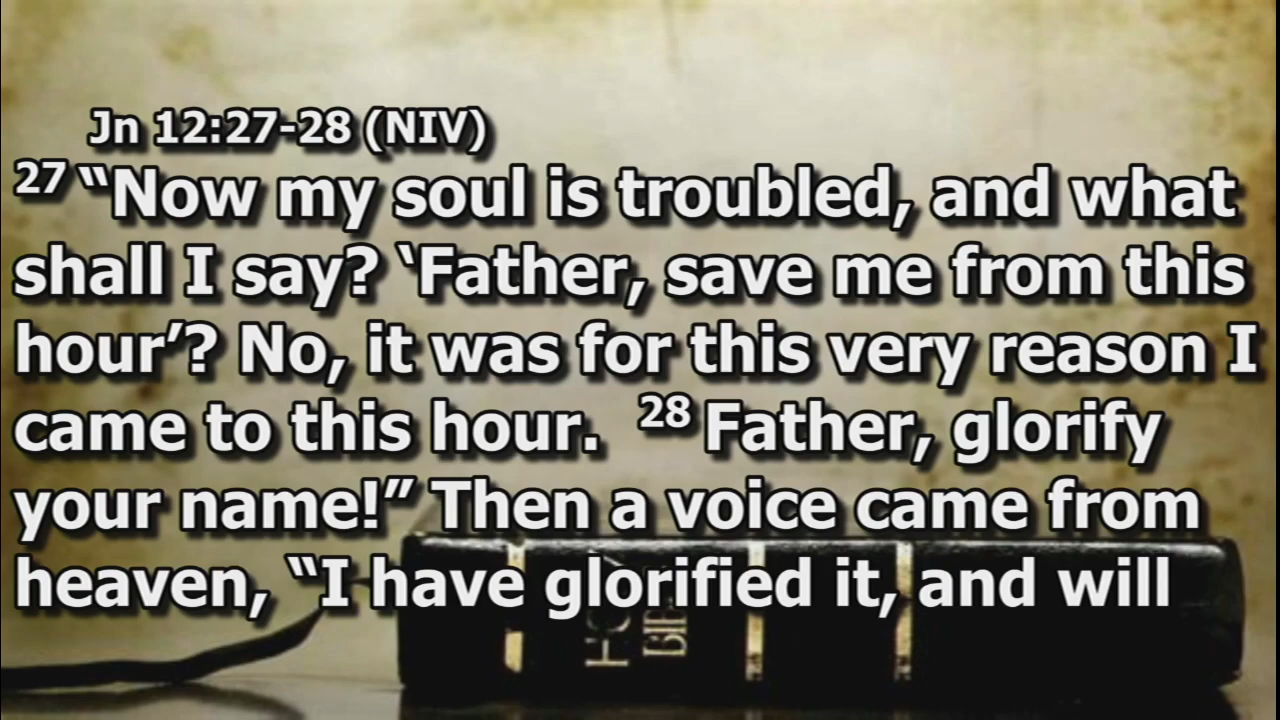 Jn 12:27-28 (NIV)
27 “Now my soul is troubled, and what
shall I say? ‘Father, save me from this
hour’? No, it was for this very reason I
came to this hour. 28 Father, glorify
your name!” Then a voice came from
heaven, “I have glorified it, and will
HOLY
BIBLE